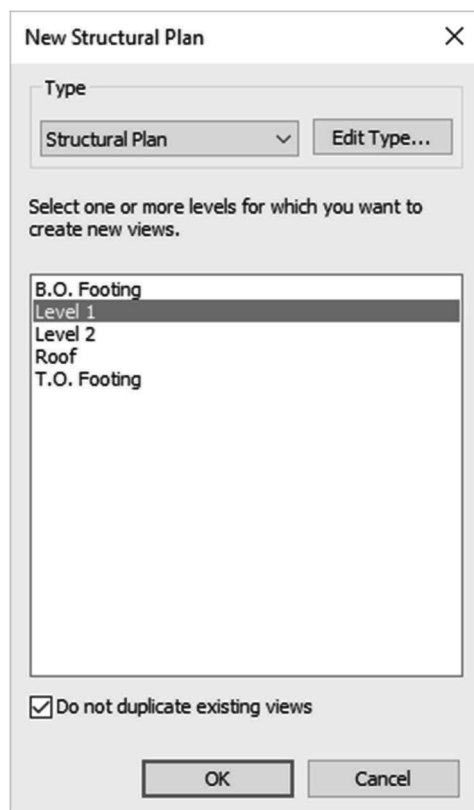 New Structural Plan
Type
Structural Plan
Edit Type...
Select one or more levels for which you want to
create new views.
B.O. Footing
Level 1
Level 2
Roof
T.O. Footing
Do not duplicate existing views
OK
Cancel